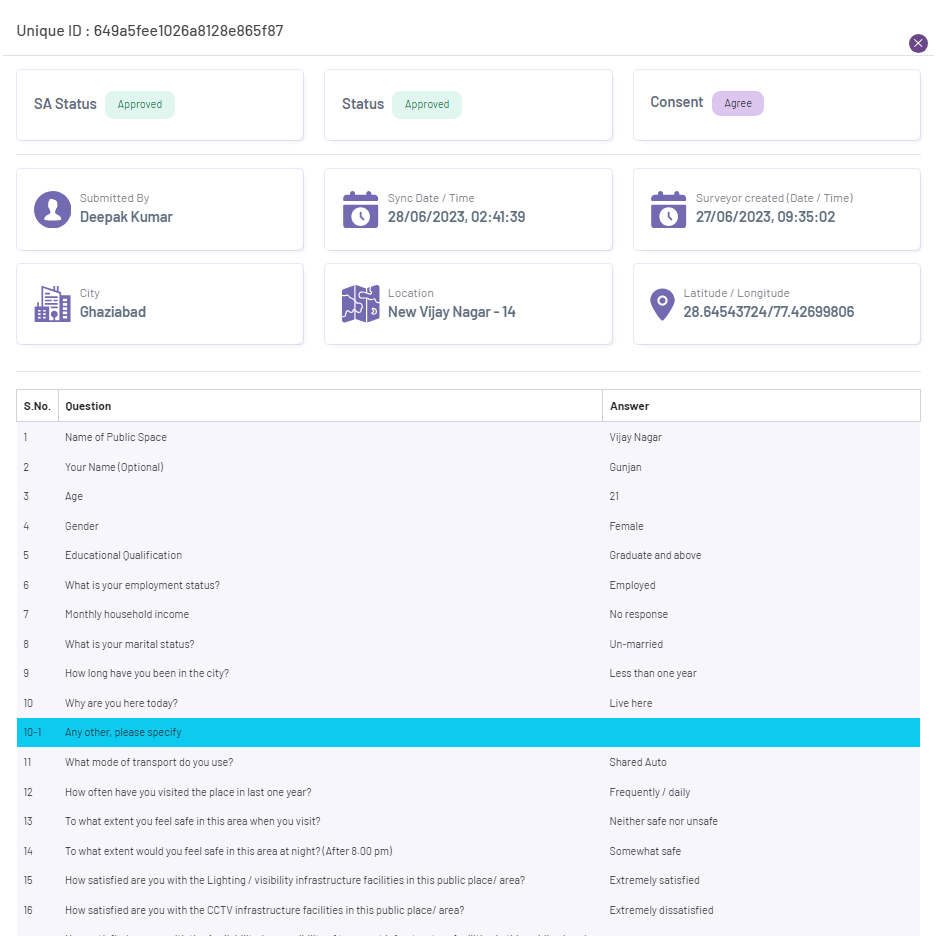 Unique ID : 649a5fee1026a8128e865f87
SA Status Approved
Status Approved
Consent Agree
Submitted By
Deepak Kumar
Sync Date / Time
28/06/2023, 02:41:39
Surveyor created (Date / Time)
27/06/2023, 09:35:02
City
Ghaziabad
Location
New Vijay Nagar - 14
Latitude / Longitude
28.64543724/77.42699806
S.No. Question Answer
1 Name of Public Space Vijay Nagar
2 Your Name (Optional) Gunjan
3 Age 21
4 Gender Female
5 Educational Qualification Graduate and above
6 What is your employment status? Employed
7 Monthly household income No response
8 What is your marital status? Un-married
9 How long have you been in the city? Less than one year
10 Why are you here today? Live here
10-1 Any other, please specify
11 What mode of transport do you use? Shared Auto
12 How often have you visited the place in last one year? Frequently / daily
13 To what extent you feel safe in this area when you visit? Neither safe nor unsafe
14 To what extent would you feel safe in this area at night? (After 8.00 pm) Somewhat safe
15 How satisfied are you with the Lighting / visibility infrastructure facilities in this public place/ area? Extremely satisfied
16 How satisfied are you with the CCTV infrastructure facilities in this public place/ area? Extremely dissatisfied